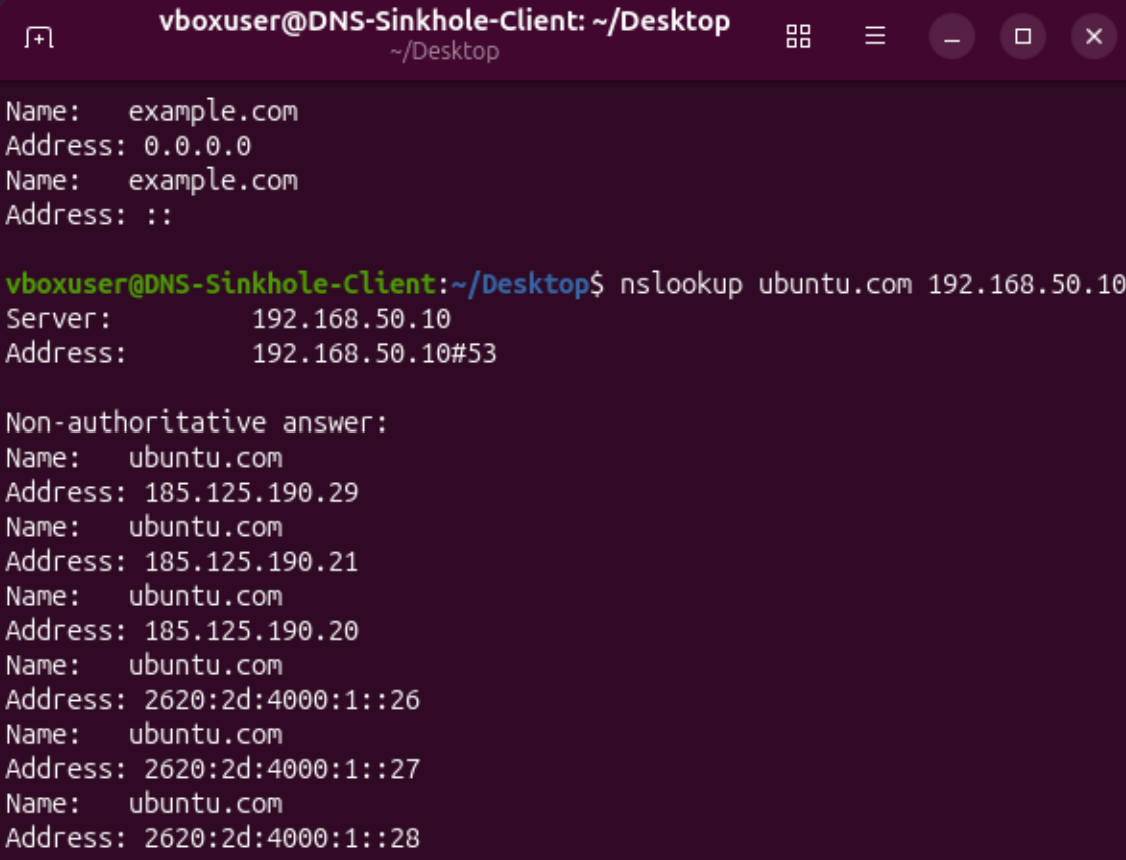 vboxuser@DNS-Sinkhole-Client: ~/Desktop
~/Desktop
Name:   example.com
Address: 0.0.0.0
Name:   example.com
Address: ::
vboxuser@DNS-Sinkhole-Client:~/Desktop$ nslookup ubuntu.com 192.168.50.10
Server:         192.168.50.10
Address:        192.168.50.10#53
Non-authoritative answer:
Name:   ubuntu.com
Address: 185.125.190.29
Name:   ubuntu.com
Address: 185.125.190.21
Name:   ubuntu.com
Address: 185.125.190.20
Name:   ubuntu.com
Address: 2620:2d:4000:1::26
Name:   ubuntu.com
Address: 2620:2d:4000:1::27
Name:   ubuntu.com
Address: 2620:2d:4000:1::28